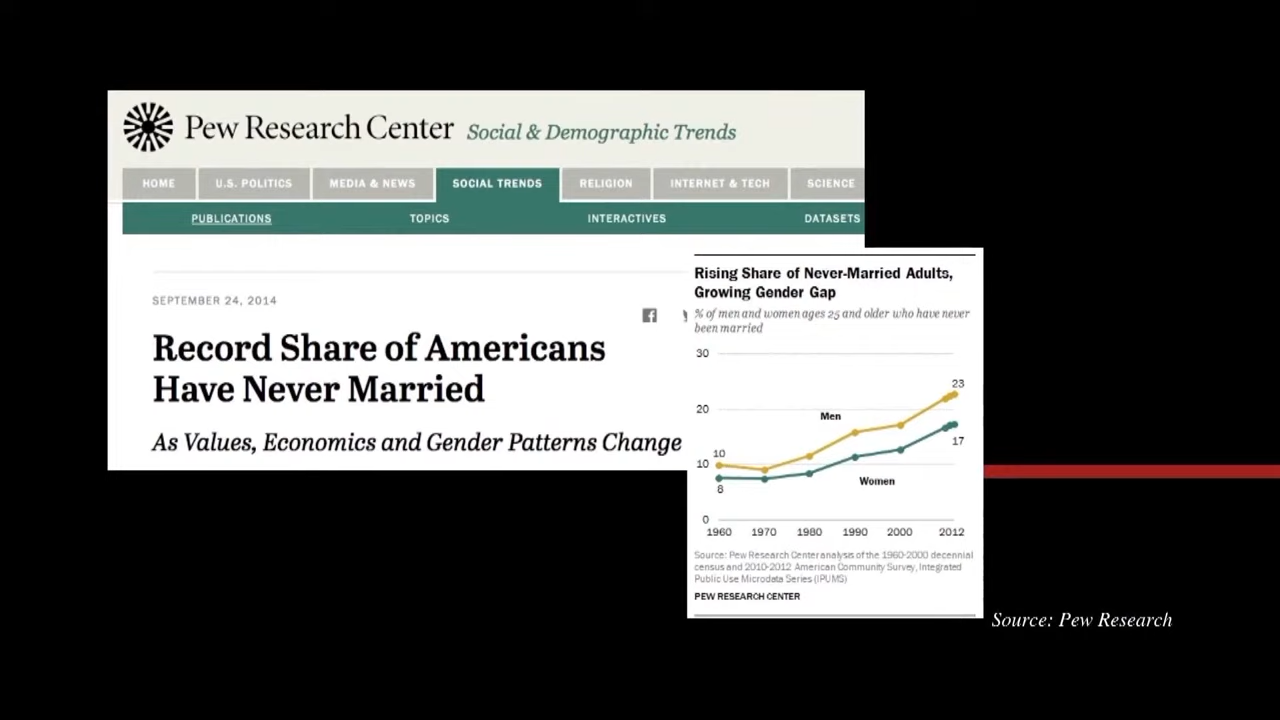 Pew Research Center Social & Demographic Trends
HOME U.S. POLITICS MEDIA & NEWS SOCIAL TRENDS RELIGION INTERNET & TECH SCIENCE
PUBLICATIONS TOPICS INTERACTIVES DATASETS
SEPTEMBER 24, 2014
Record Share of Americans
Have Never Married
As Values, Economics and Gender Patterns Change
Rising Share of Never-Married Adults,
Growing Gender Gap
% of men and women ages 25 and older who have never
been married
30
23
20
Men
17
10
10
Women
8
0
1960 1970 1980 1990 2000 2012
Source: Pew Research Center analysis of the 1960-2000 decennial
census and 2010-2012 American Community Survey, Integrated
Public Use Microdata Series (IPUMS)
PEW RESEARCH CENTER
Source: Pew Research